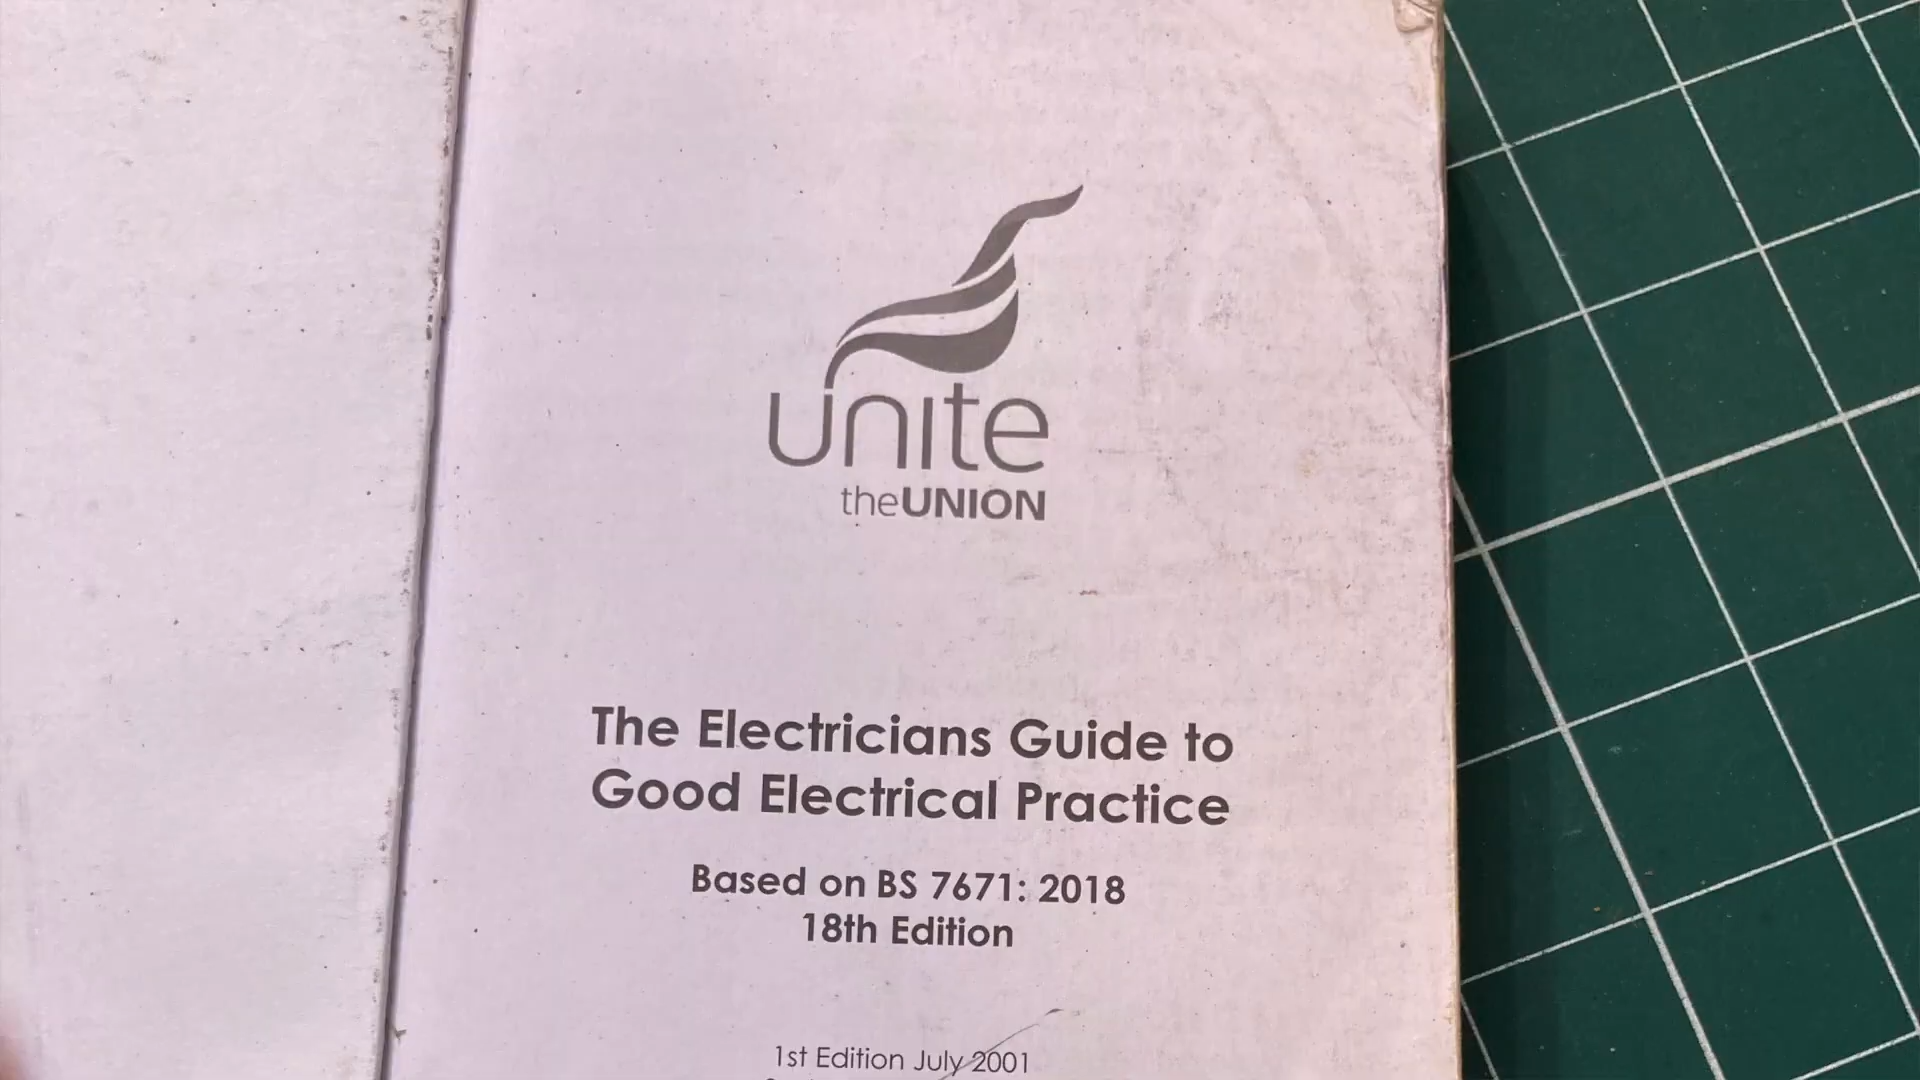 unite
theUNION
The Electricians Guide to
Good Electrical Practice
Based on BS 7671: 2018
18th Edition
1st Edition July 2001